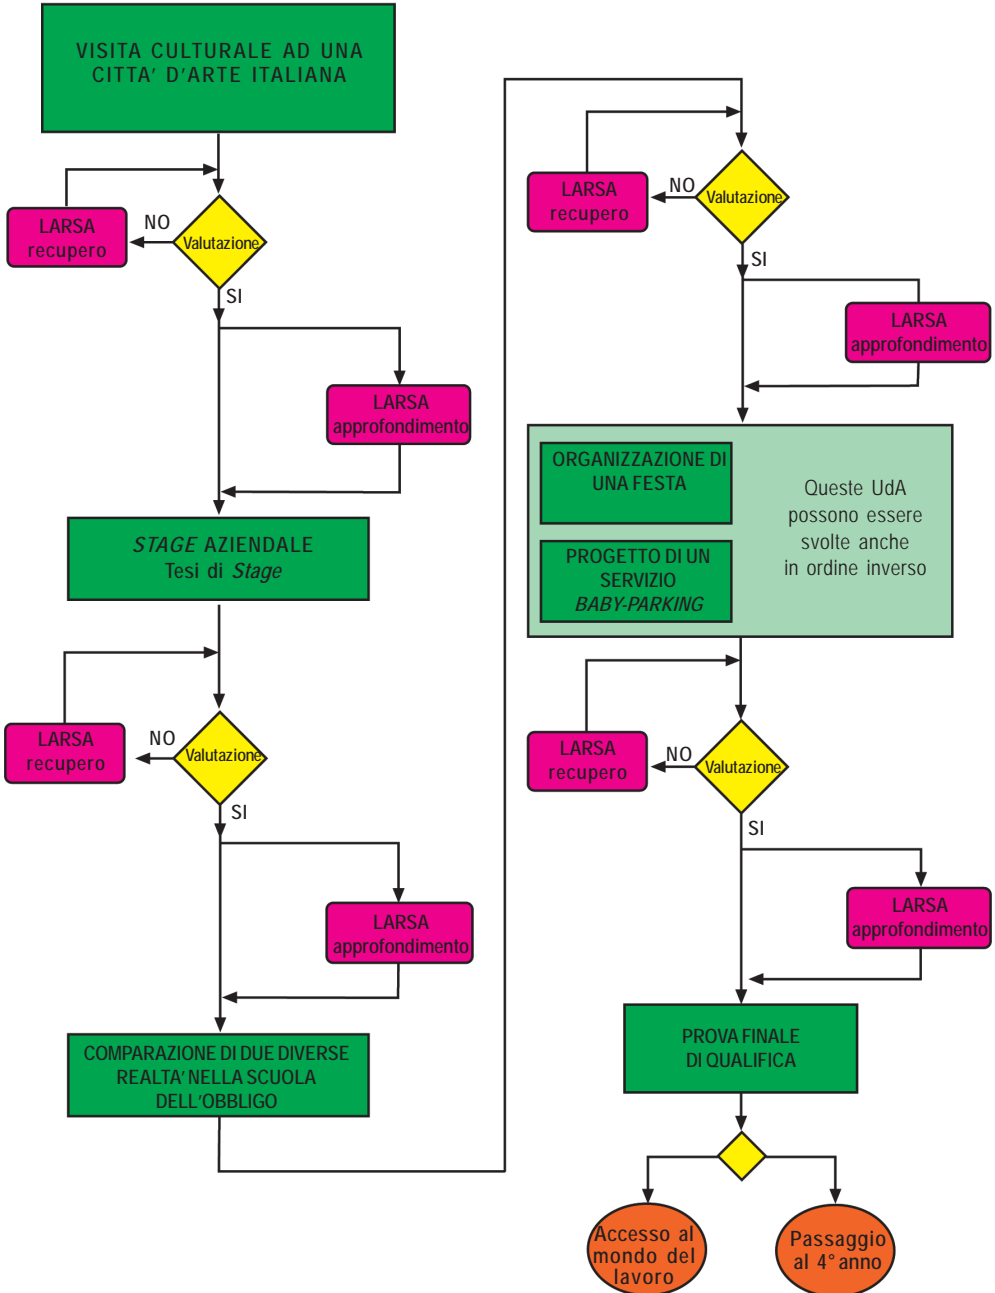 VISITA CULTURALE AD UNA
CITTA' D'ARTE ITALIANA
LARSA
recupero
NO
Valutazione
SI
LARSA
approfondimento
STAGE AZIENDALE
Tesi di Stage
LARSA
recupero
NO
Valutazione
SI
LARSA
approfondimento
COMPARAZIONE DI DUE DIVERSE
REALTA' NELLA SCUOLA
DELL'OBBLIGO
LARSA
recupero
NO
Valutazione
SI
LARSA
approfondimento
ORGANIZZAZIONE DI
UNA FESTA
PROGETTO DI UN
SERVIZIO
BABY-PARKING
Queste UdA
possono essere
svolte anche
in ordine inverso
LARSA
recupero
NO
Valutazione
SI
LARSA
approfondimento
PROVA FINALE
DI QUALIFICA
Accesso al
mondo del
lavoro
Passaggio
al 4° anno